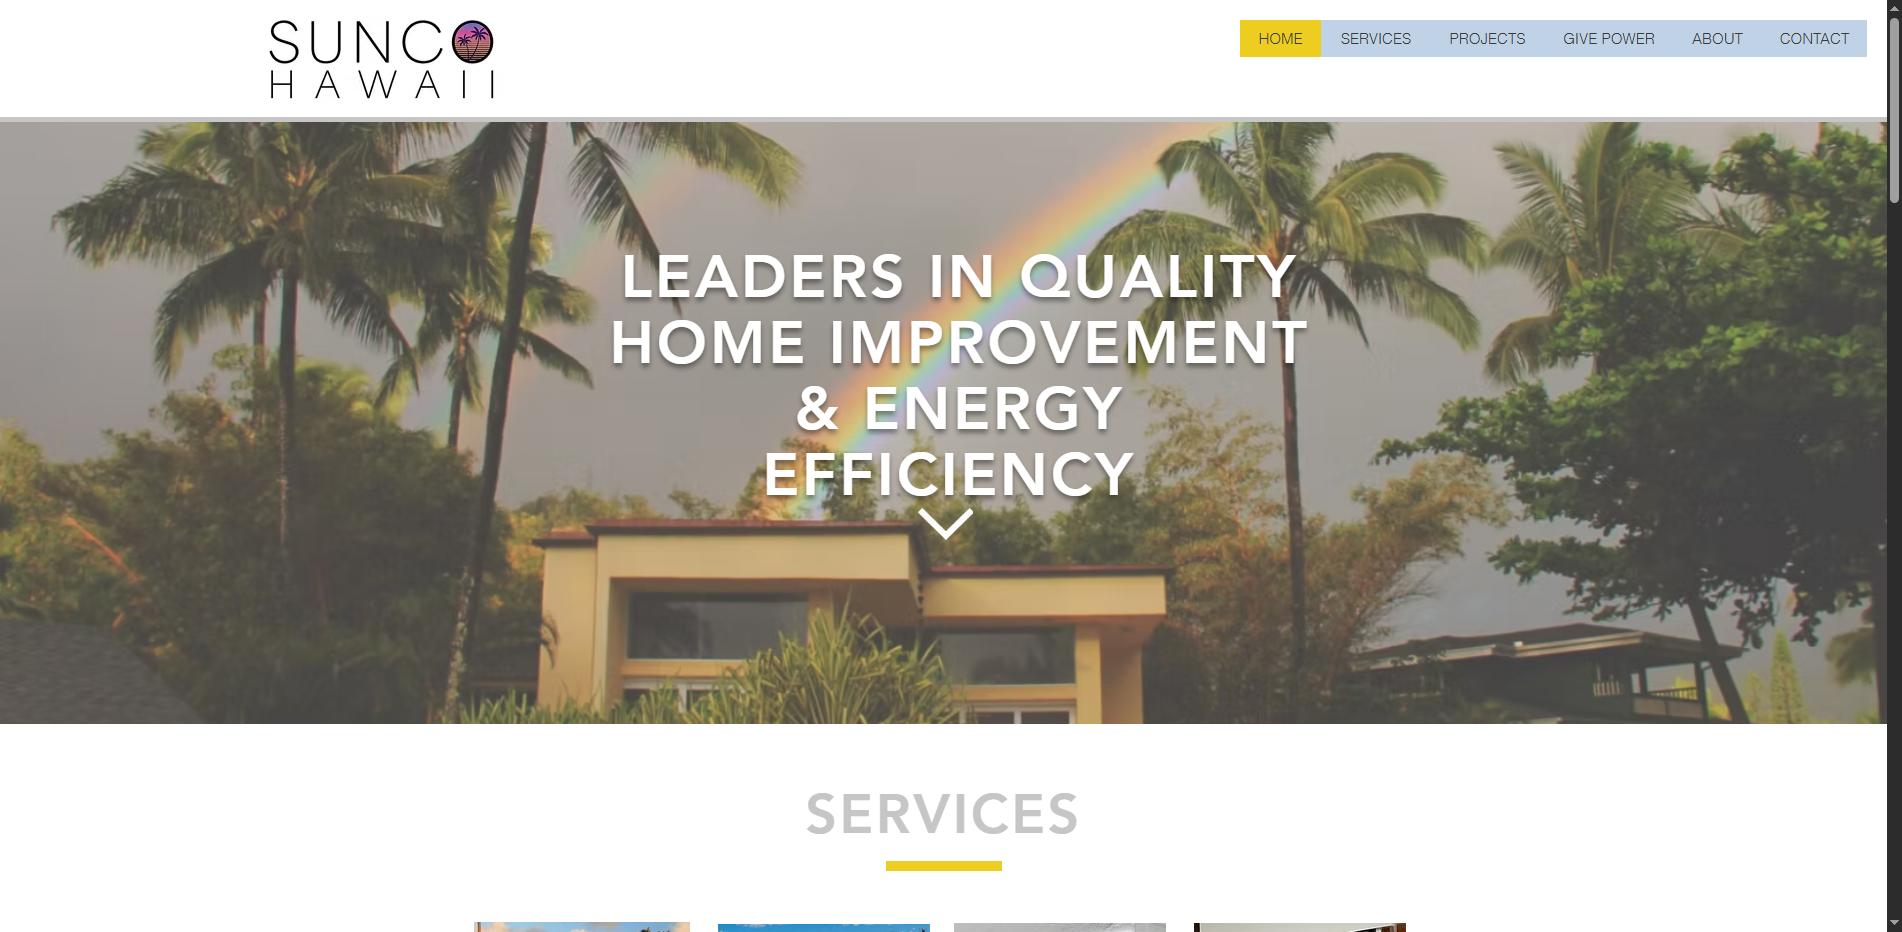 SUNCO
HAWAII
HOME SERVICES PROJECTS GIVE POWER ABOUT CONTACT
LEADERS IN QUALITY
HOME IMPROVEMENT
& ENERGY
EFFICIENCY
SERVICES